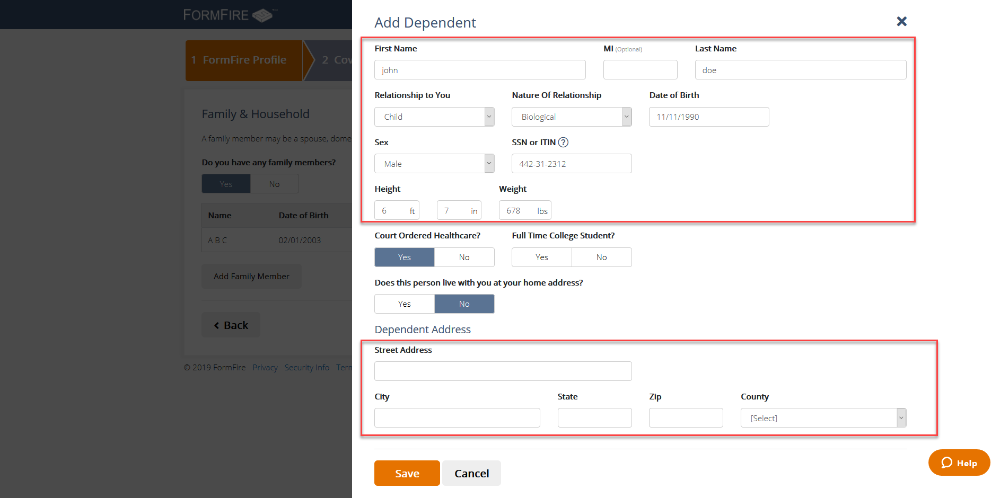 FORMFIRE™
1 FormFire Profile
2 Cov
Family & Household
A family member may be a spouse, dome
Do you have any family members?
Yes No
Name Date of Birth
A B C 02/01/2003
Add Family Member
Back
© 2019 FormFire Privacy Security Info Tern
Add Dependent
First Name MI (Optional) Last Name
john doe
Relationship to You Nature Of Relationship Date of Birth
Child Biological 11/11/1990
Sex SSN or ITIN ?
Male 442-31-2312
Height Weight
6 ft 7 in 678 lbs
Court Ordered Healthcare? Full Time College Student?
Yes No Yes No
Does this person live with you at your home address?
Yes No
Dependent Address
Street Address
City State Zip County
[Select]
Save Cancel
Help